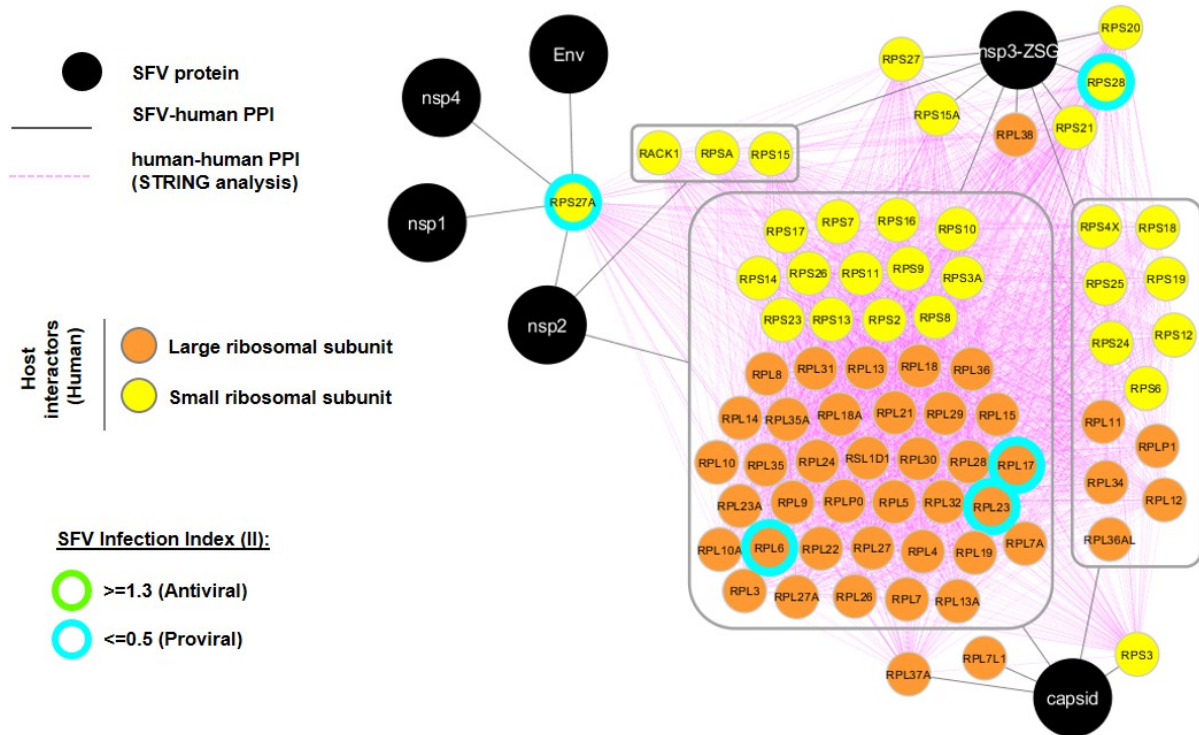 SFV protein
SFV-human PPI
human-human PPI
(STRING analysis)
Host
interactors
(Human)
Large ribosomal subunit
Small ribosomal subunit
SFV Infection Index (II):
>=1.3 (Antiviral)
<=0.5 (Proviral)
Env
nsp4
nsp1
RPS27A
nsp2
nsp3-ZSG
RPS20
RPS27
RPS28
RPS15A
RPL38
RPS21
RACK1 RPSA RPS15
RPS17 RPS7 RPS16 RPS10
RPS14 RPS26 RPS11 RPS9 RPS3A
RPS23 RPS13 RPS2 RPS8
RPL8 RPL31 RPL13 RPL18 RPL36
RPL14 RPL35A RPL18A RPL21 RPL29 RPL15
RPL10 RPL35 RPL24 RSL1D1 RPL30 RPL28 RPL17
RPL23A RPL9 RPLP0 RPL5 RPL32 RPL23
RPL10A RPL6 RPL22 RPL27 RPL4 RPL19 RPL7A
RPL3 RPL27A RPL26 RPL7 RPL13A
RPS4X RPS18
RPS25 RPS19
RPS24 RPS12
RPS6
RPL11 RPLP1
RPL34 RPL12
RPL36AL
RPS3
RPL7L1
RPL37A
capsid